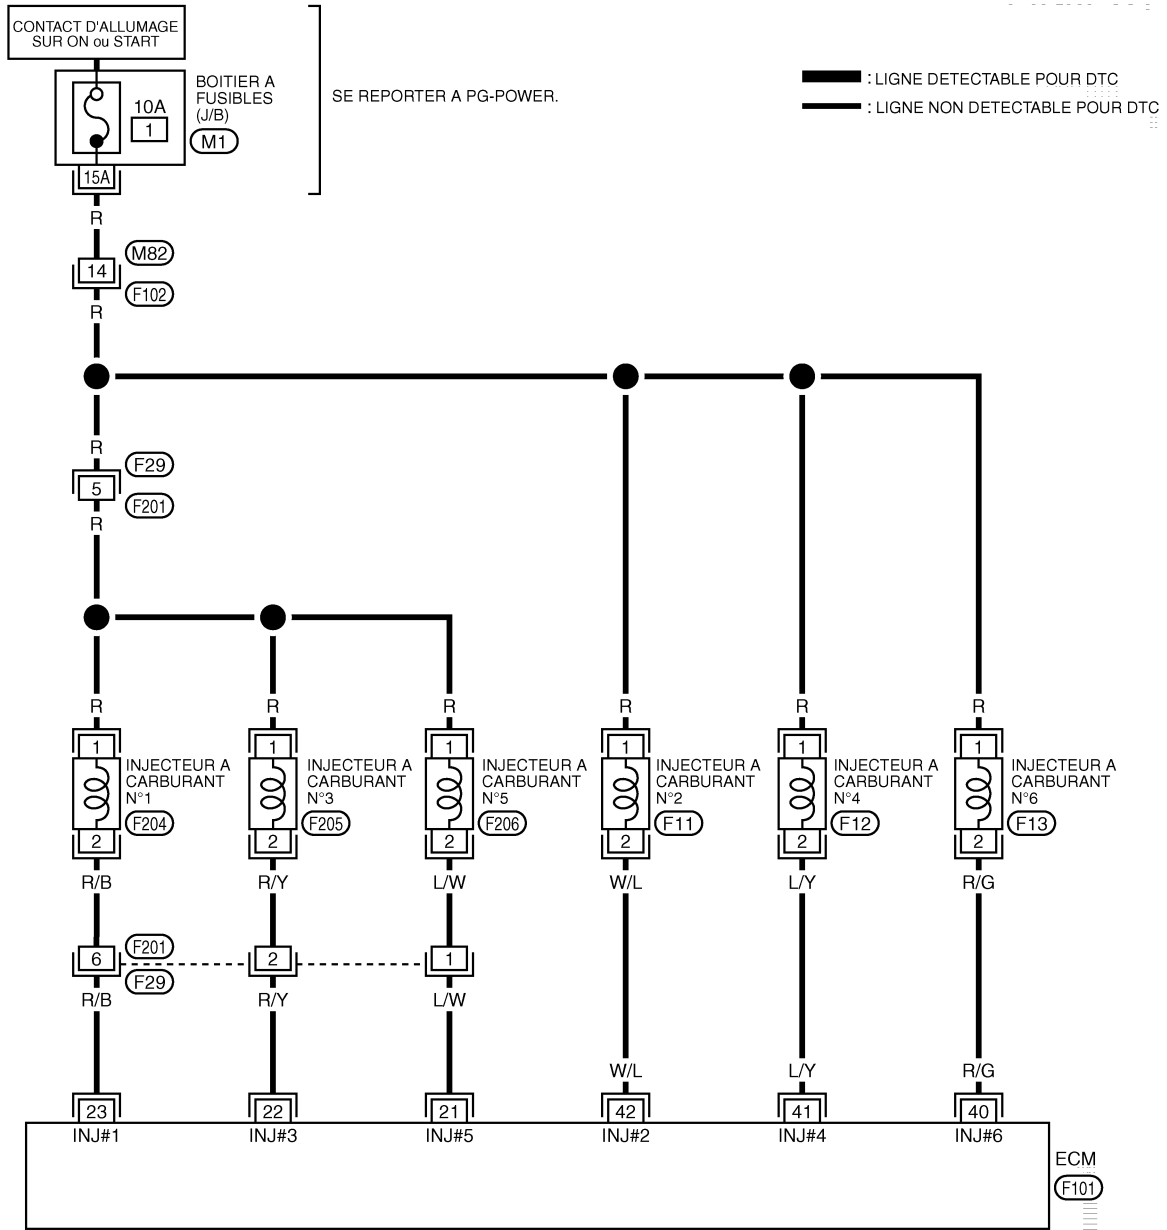 CONTACT D'ALLUMAGE
SUR ON ou START
BOITIER A
FUSIBLES
(J/B)
10A
1
M1
15A
SE REPORTER A PG-POWER.
: LIGNE DETECTABLE POUR DTC
: LIGNE NON DETECTABLE POUR DTC
R
M82
14
F102
R
R
F29
5
F201
R
R R R R R R
1 1 1 1 1 1
INJECTEUR A
CARBURANT
N°1
F204
INJECTEUR A
CARBURANT
N°3
F205
INJECTEUR A
CARBURANT
N°5
F206
INJECTEUR A
CARBURANT
N°2
F11
INJECTEUR A
CARBURANT
N°4
F12
INJECTEUR A
CARBURANT
N°6
F13
2 2 2 2 2 2
R/B R/Y L/W W/L L/Y R/G
F201
6 2 1
F29
R/B R/Y L/W
W/L L/Y R/G
23 22 21 42 41 40
INJ#1 INJ#3 INJ#5 INJ#2 INJ#4 INJ#6
ECM
F101